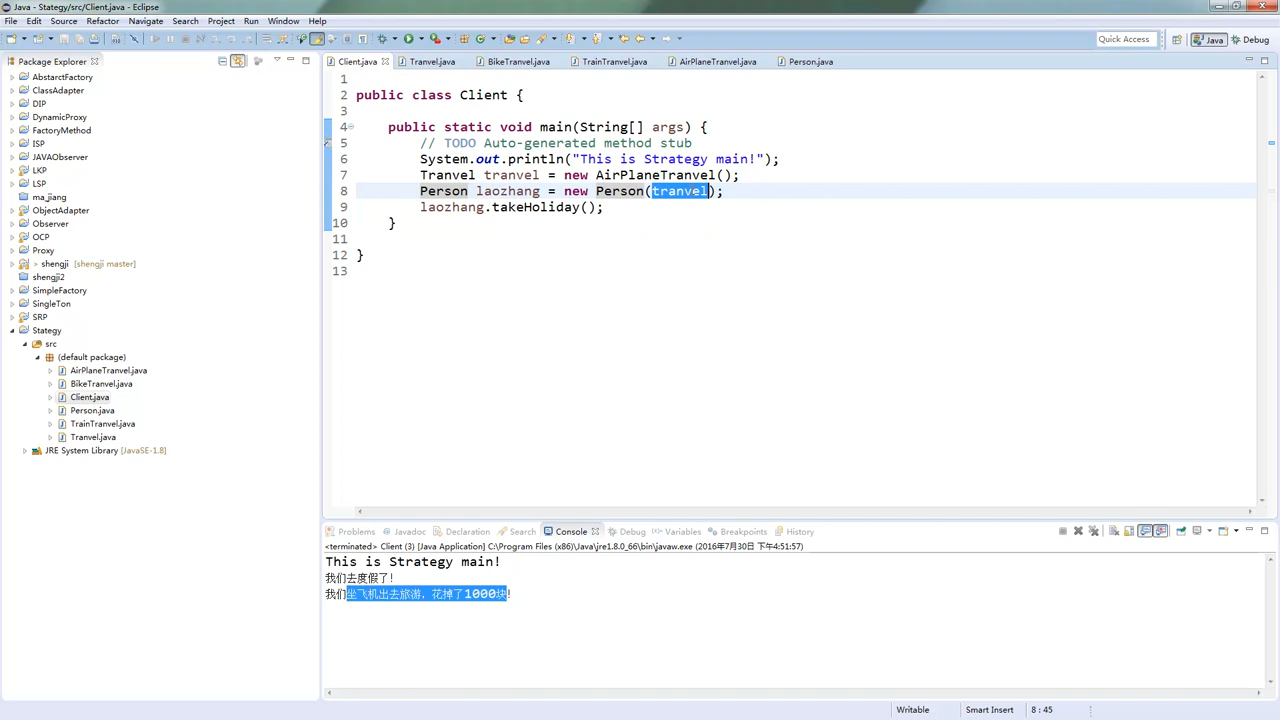 Java - Stategy/src/Client.java - Eclipse
File Edit Source Refactor Navigate Search Project Run Window Help
Quick Access Java Debug
Package Explorer
AbstarctFactory
ClassAdapter
DIP
DynamicProxy
FactoryMethod
ISP
JAVAObserver
LKP
LSP
ma_jiang
ObjectAdapter
Observer
OCP
Proxy
> shengji [shengji master]
shengji2
SimpleFactory
SingleTon
SRP
Stategy
src
(default package)
AirPlaneTranvel.java
BikeTranvel.java
Client.java
Person.java
TrainTranvel.java
Tranvel.java
JRE System Library [JavaSE-1.8]
Client.java Tranvel.java BikeTranvel.java TrainTranvel.java AirPlaneTranvel.java Person.java
1
2 public class Client {
3
4 public static void main(String[] args) {
5 // TODO Auto-generated method stub
6 System.out.println("This is Strategy main!");
7 Tranvel tranvel = new AirPlaneTranvel();
8 Person laozhang = new Person(tranvel);
9 laozhang.takeHoliday();
10 }
11
12 }
13
Problems Javadoc Declaration Search Console Debug Variables Breakpoints History
<terminated> Client (3) [Java Application] C:\Program Files (x86)\Java\jre1.8.0_66\bin\javaw.exe (2016年7月30日 下午4:51:57)
This is Strategy main!
我们去度假了!
我们坐飞机出去旅游，花掉了1000块!
Writable Smart Insert 8 : 45